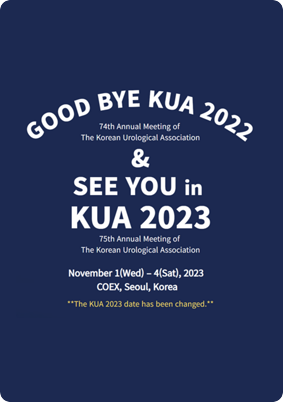 GOOD BYE KUA 2022
74th Annual Meeting of
The Korean Urological Association
&
SEE YOU in
KUA 2023
75th Annual Meeting of
The Korean Urological Association
November 1(Wed) – 4(Sat), 2023
COEX, Seoul, Korea
**The KUA 2023 date has been changed.**